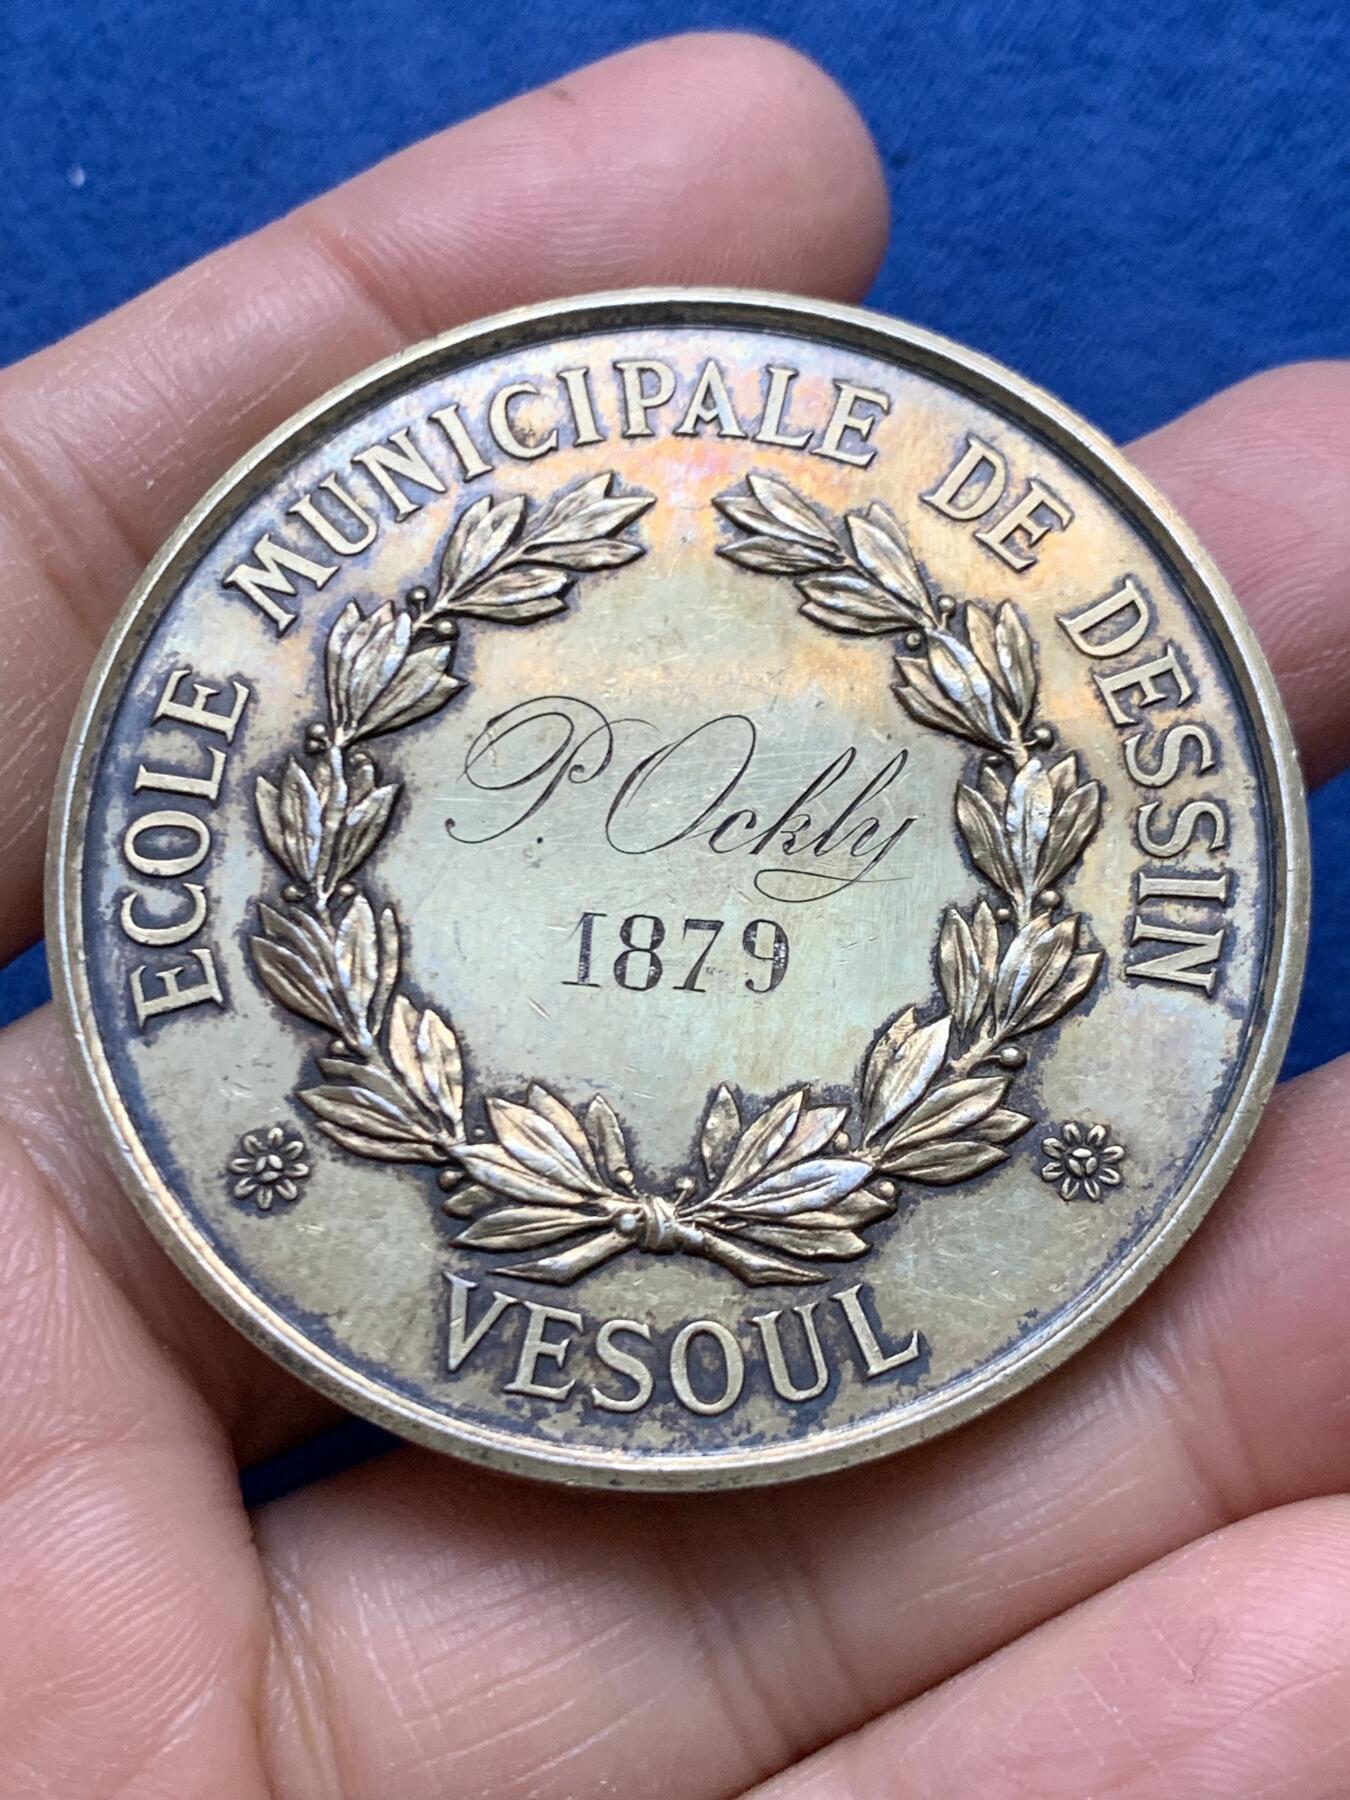 ECOLE MUNICIPALE DE DESSIN
P. Ockly
1879
VESOUL